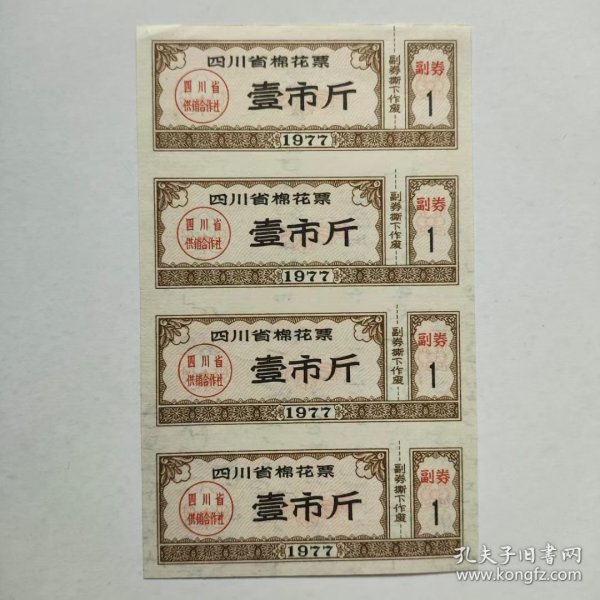 四川省棉花票
四川省
供销合作社
壹市斤
1977
副券撕下作废
副券
1
四川省棉花票
四川省
供销合作社
壹市斤
1977
副券撕下作废
副券
1
四川省棉花票
四川省
供销合作社
壹市斤
1977
副券撕下作废
副券
1
四川省棉花票
四川省
供销合作社
壹市斤
1977
副券撕下作废
副券
1
孔夫子旧书网
www.kongfz.com